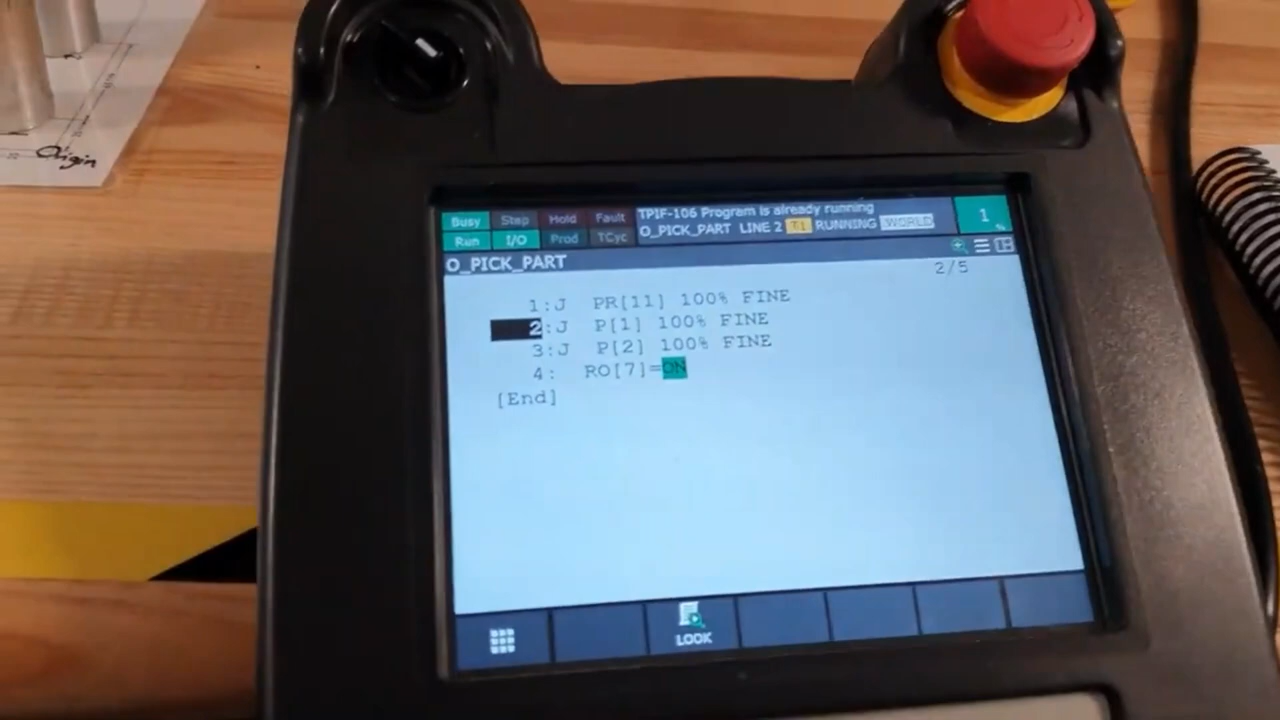 Origin
Busy Step Hold Fault
Run I/O Prod TCyc
TPIF-106 Program is already running
O_PICK_PART LINE 2 T1 RUNNING WORLD
1 %
O_PICK_PART
2/5
1:J PR[11] 100% FINE
2:J P[1] 100% FINE
3:J P[2] 100% FINE
4: RO[7]=ON
[End]
LOOK